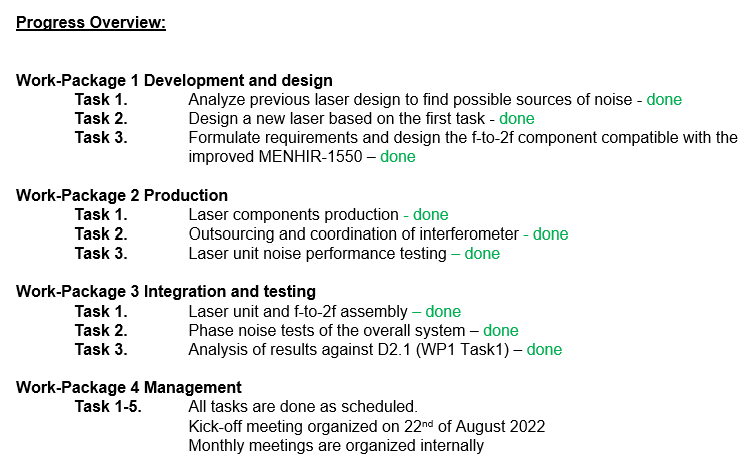 Progress Overview:
Work-Package 1 Development and design
Task 1. Analyze previous laser design to find possible sources of noise - done
Task 2. Design a new laser based on the first task - done
Task 3. Formulate requirements and design the f-to-2f component compatible with the
improved MENHIR-1550 – done
Work-Package 2 Production
Task 1. Laser components production - done
Task 2. Outsourcing and coordination of interferometer - done
Task 3. Laser unit noise performance testing – done
Work-Package 3 Integration and testing
Task 1. Laser unit and f-to-2f assembly – done
Task 2. Phase noise tests of the overall system – done
Task 3. Analysis of results against D2.1 (WP1 Task1) – done
Work-Package 4 Management
Task 1-5. All tasks are done as scheduled.
Kick-off meeting organized on 22nd of August 2022
Monthly meetings are organized internally